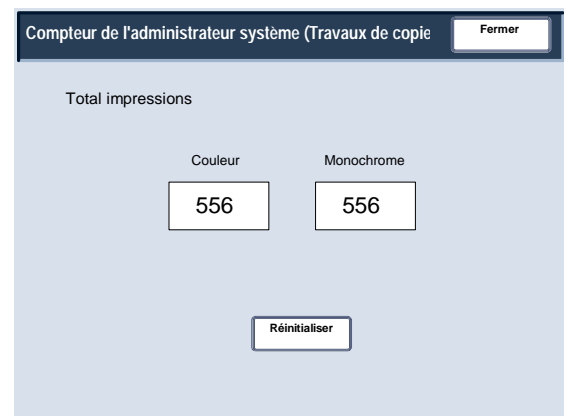 Compteur de l'administrateur système (Travaux de copie
Fermer
Total impressions
Couleur Monochrome
556 556
Réinitialiser